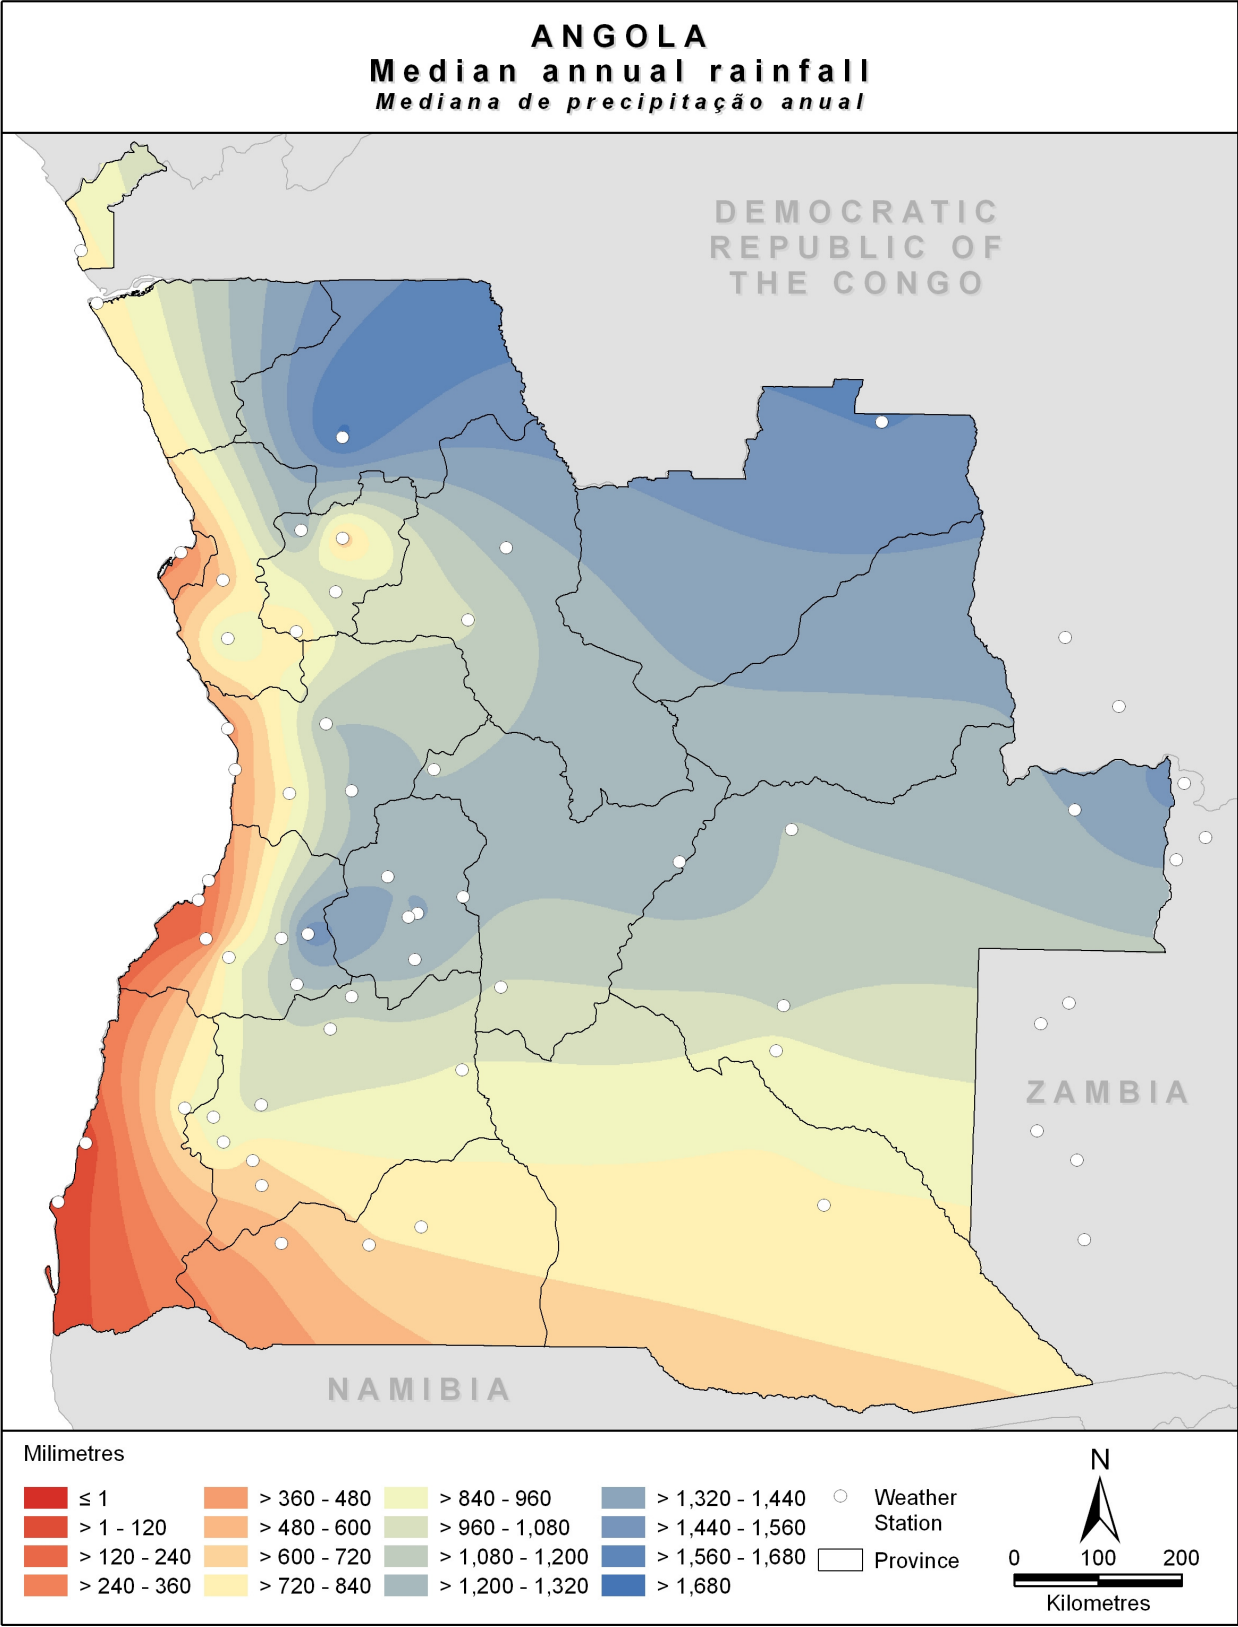 ANGOLA
Median annual rainfall
Mediana de precipitação anual
DEMOCRATIC
REPUBLIC OF
THE CONGO
ZAMBIA
NAMIBIA
Milimetres
≤ 1
> 1 - 120
> 120 - 240
> 240 - 360
> 360 - 480
> 480 - 600
> 600 - 720
> 720 - 840
> 840 - 960
> 960 - 1,080
> 1,080 - 1,200
> 1,200 - 1,320
> 1,320 - 1,440
> 1,440 - 1,560
> 1,560 - 1,680
> 1,680
Weather
Station
Province
N
0 100 200
Kilometres